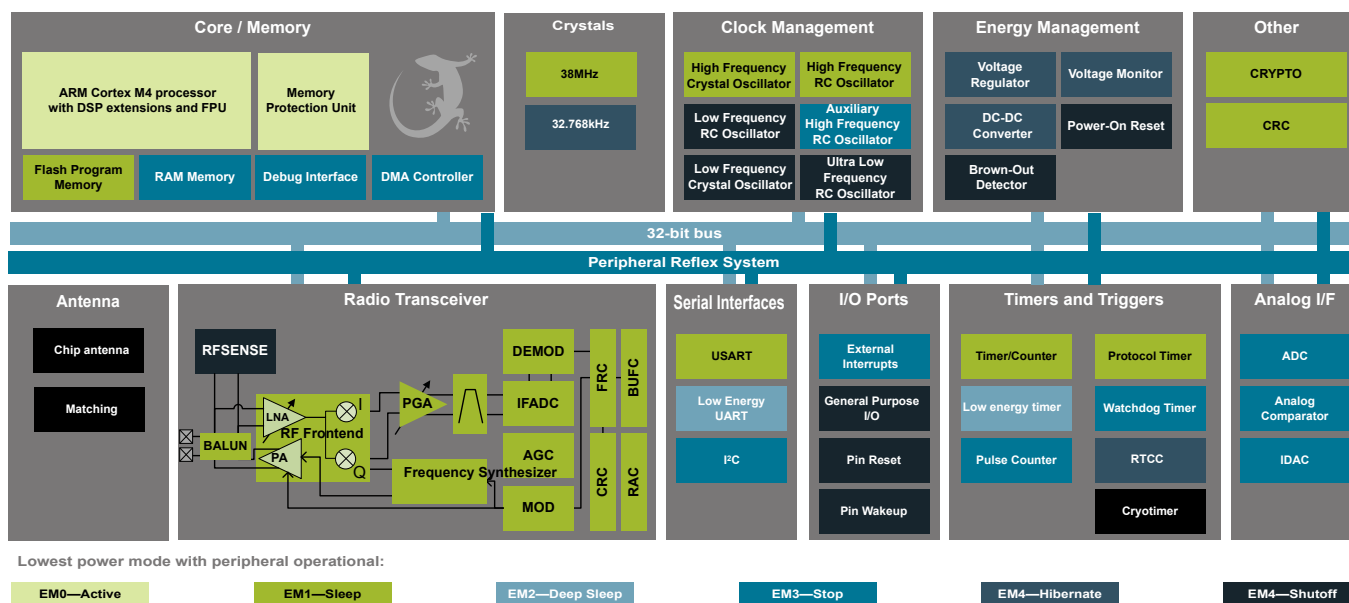 Core / Memory
ARM Cortex M4 processor
with DSP extensions and FPU
Memory
Protection Unit
Flash Program
Memory
RAM Memory
Debug Interface
DMA Controller
Crystals
38MHz
32.768kHz
Clock Management
High Frequency
Crystal Oscillator
High Frequency
RC Oscillator
Low Frequency
RC Oscillator
Auxiliary
High Frequency
RC Oscillator
Low Frequency
Crystal Oscillator
Ultra Low
Frequency
RC Oscillator
Energy Management
Voltage
Regulator
Voltage Monitor
DC-DC
Converter
Power-On Reset
Brown-Out
Detector
Other
CRYPTO
CRC
32-bit bus
Peripheral Reflex System
Antenna
Chip antenna
Matching
Radio Transceiver
RFSENSE
BALUN
LNA
RF Frontend
PA
I
Q
PGA
Frequency Synthesizer
DEMOD
IFADC
AGC
MOD
FRC
BUFC
CRC
RAC
Serial Interfaces
USART
Low Energy
UART
I²C
I/O Ports
External
Interrupts
General Purpose
I/O
Pin Reset
Pin Wakeup
Timers and Triggers
Timer/Counter
Protocol Timer
Low energy timer
Watchdog Timer
Pulse Counter
RTCC
Cryotimer
Analog I/F
ADC
Analog
Comparator
IDAC
Lowest power mode with peripheral operational:
EM0—Active
EM1—Sleep
EM2—Deep Sleep
EM3—Stop
EM4—Hibernate
EM4—Shutoff